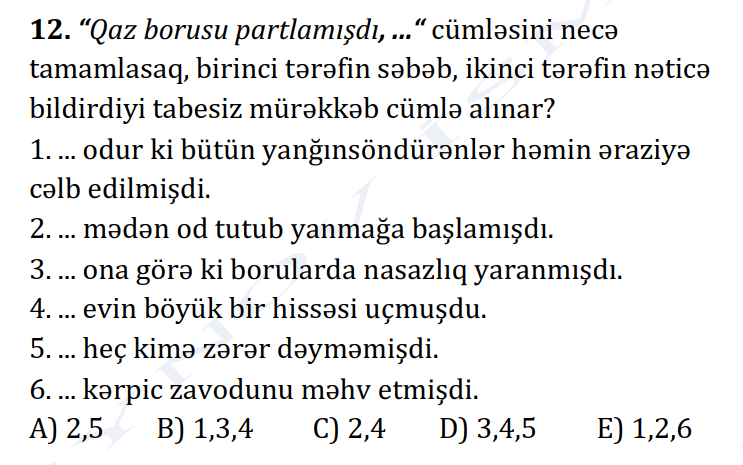 12. “Qaz borusu partlamışdı, ...“ cümləsini necə
tamamlasaq, birinci tərəfin səbəb, ikinci tərəfin nəticə
bildirdiyi tabesiz mürəkkəb cümlə alınar?
1. ... odur ki bütün yanğınsöndürənlər həmin əraziyə
cəlb edilmişdi.
2. ... mədən od tutub yanmağa başlamışdı.
3. ... ona görə ki borularda nasazlıq yaranmışdı.
4. ... evin böyük bir hissəsi uçmuşdu.
5. ... heç kimə zərər dəyməmişdi.
6. ... kərpic zavodunu məhv etmişdi.
A) 2,5 B) 1,3,4 C) 2,4 D) 3,4,5 E) 1,2,6